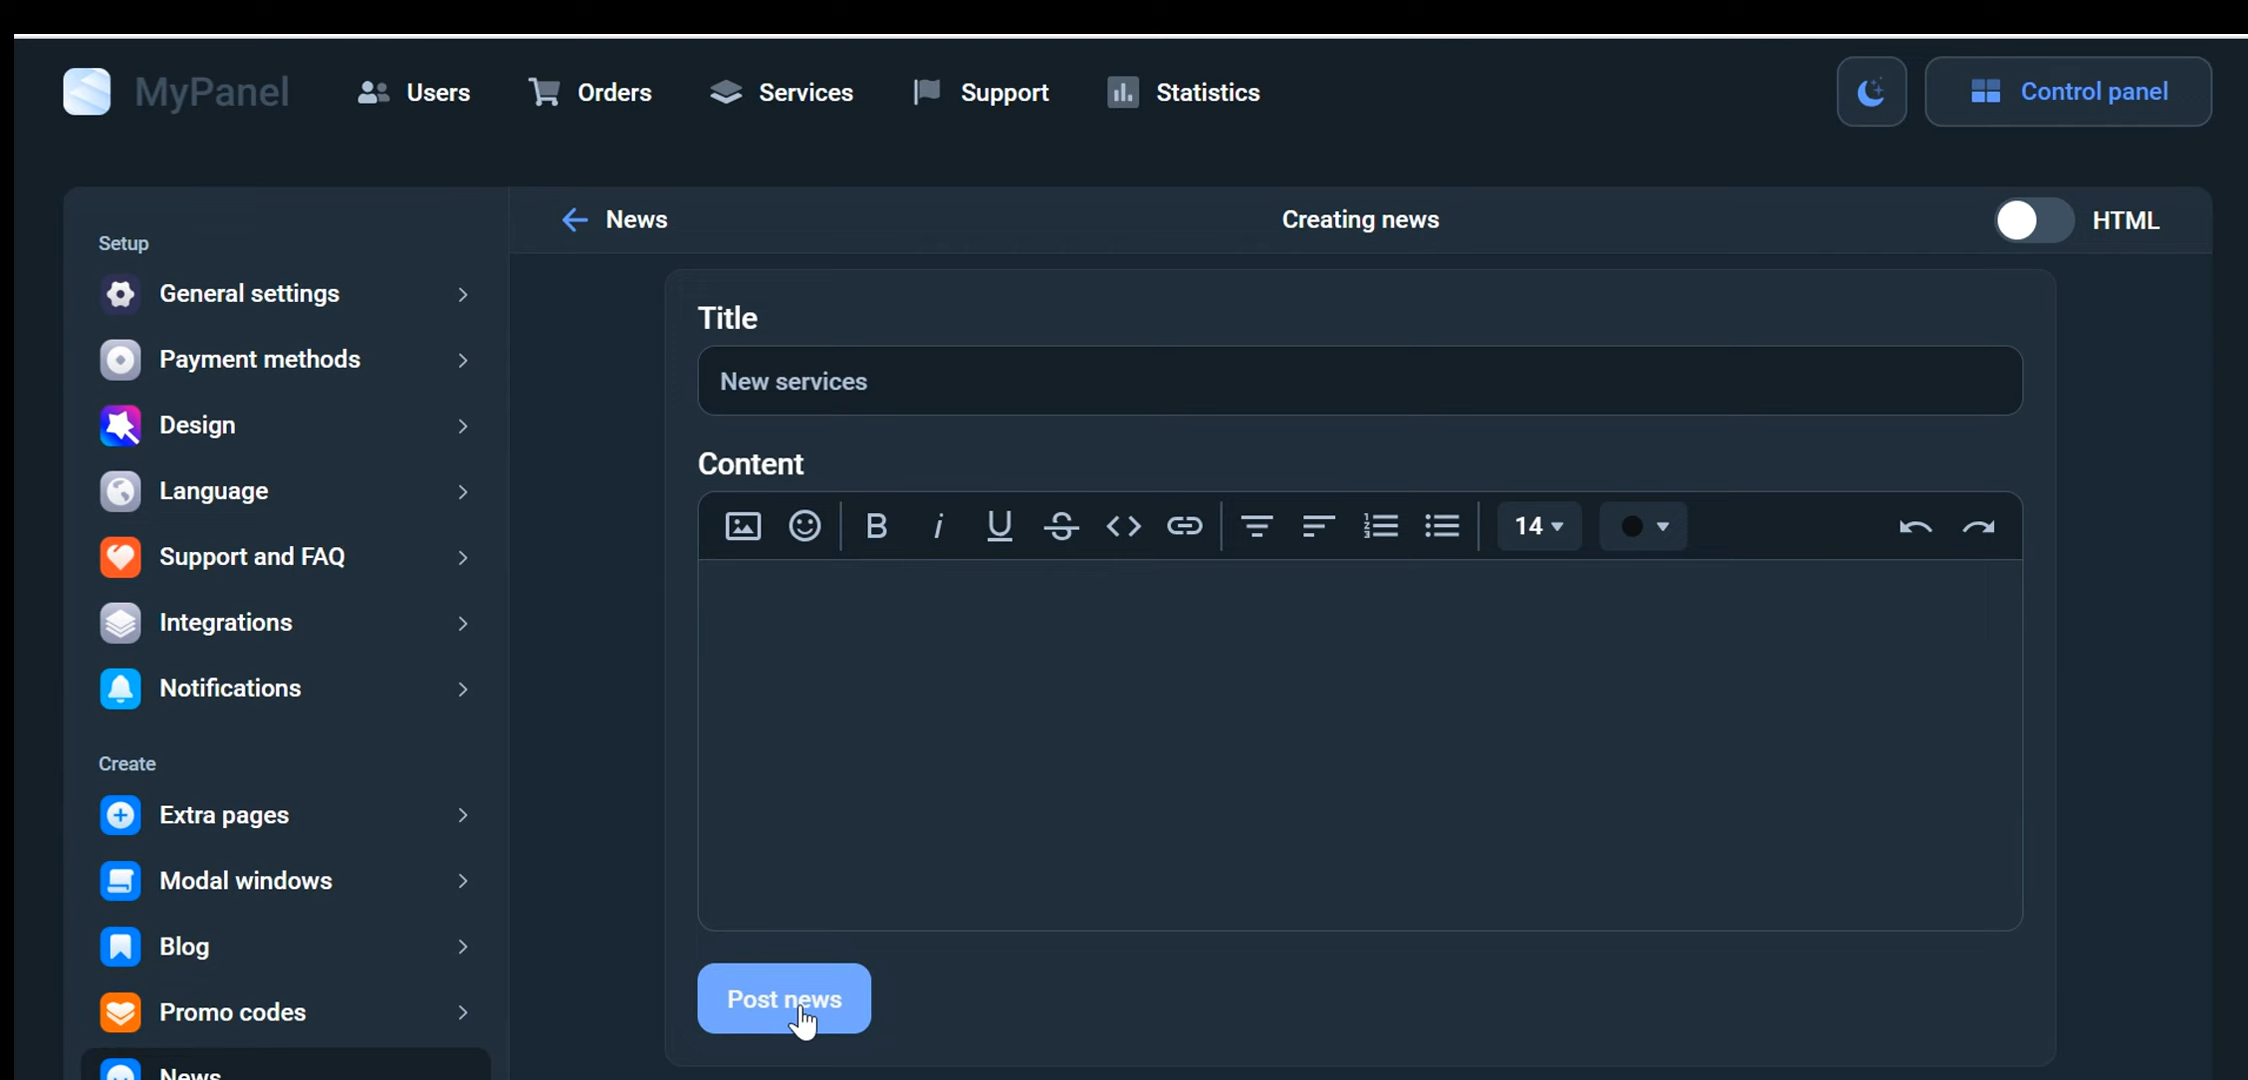 MyPanel Users Orders Services Support Statistics Control panel
News Creating news HTML
Setup
General settings
Payment methods
Design
Language
Support and FAQ
Integrations
Notifications
Create
Extra pages
Modal windows
Blog
Promo codes
News
Title
New services
Content
14
Post news